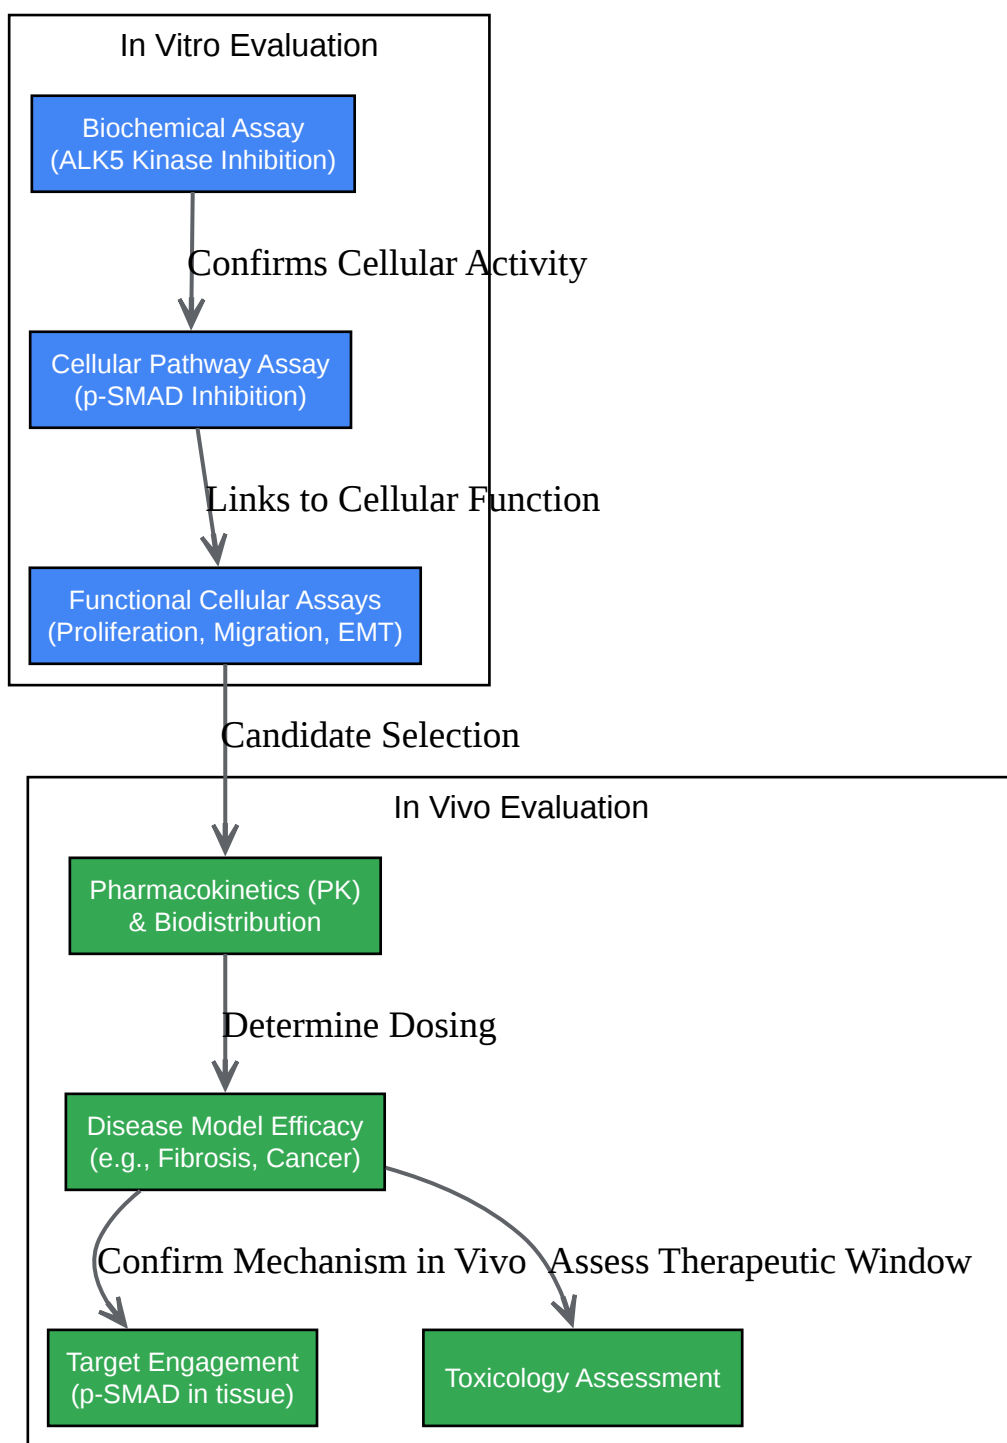 In Vitro Evaluation
Biochemical Assay
(ALK5 Kinase Inhibition)
Confirms Cellular Activity
Cellular Pathway Assay
(p-SMAD Inhibition)
Links to Cellular Function
Functional Cellular Assays
(Proliferation, Migration, EMT)
Candidate Selection
In Vivo Evaluation
Pharmacokinetics (PK)
& Biodistribution
Determine Dosing
Disease Model Efficacy
(e.g., Fibrosis, Cancer)
Confirm Mechanism in Vivo
Assess Therapeutic Window
Target Engagement
(p-SMAD in tissue)
Toxicology Assessment